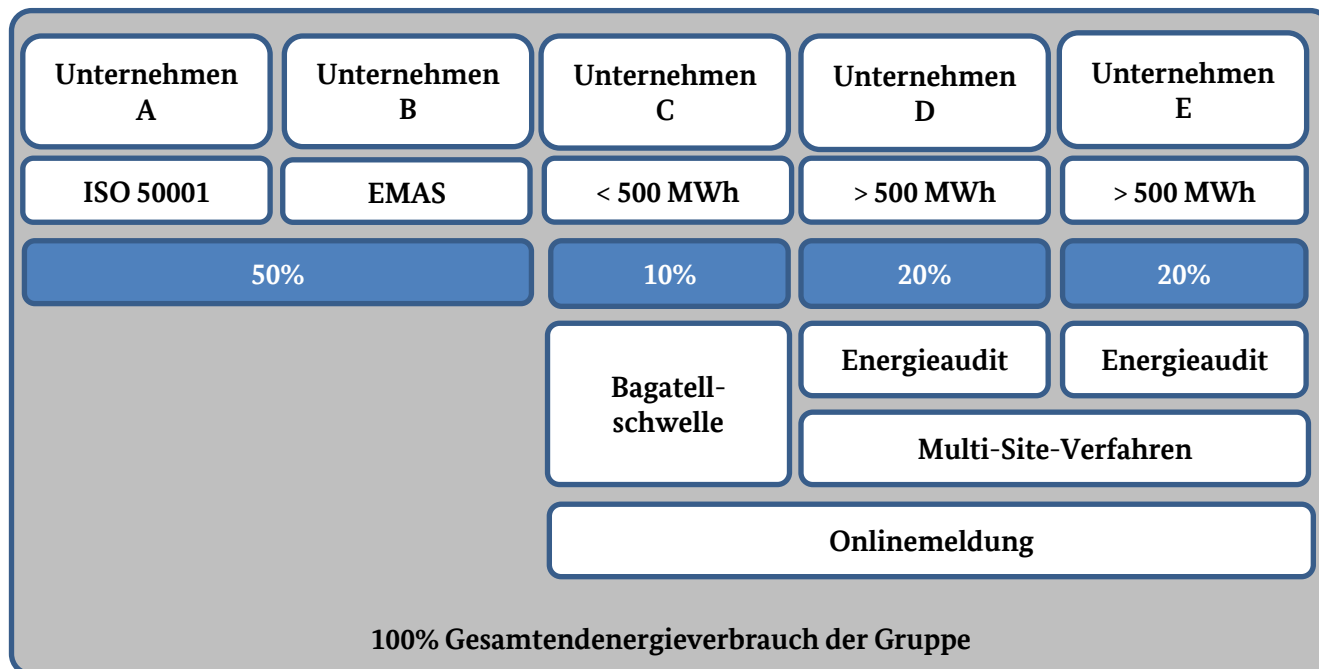 Unternehmen
A
Unternehmen
B
Unternehmen
C
Unternehmen
D
Unternehmen
E
ISO 50001
EMAS
< 500 MWh
> 500 MWh
> 500 MWh
50%
10%
20%
20%
Bagatell-
schwelle
Energieaudit
Energieaudit
Multi-Site-Verfahren
Onlinemeldung
100% Gesamtendenergieverbrauch der Gruppe